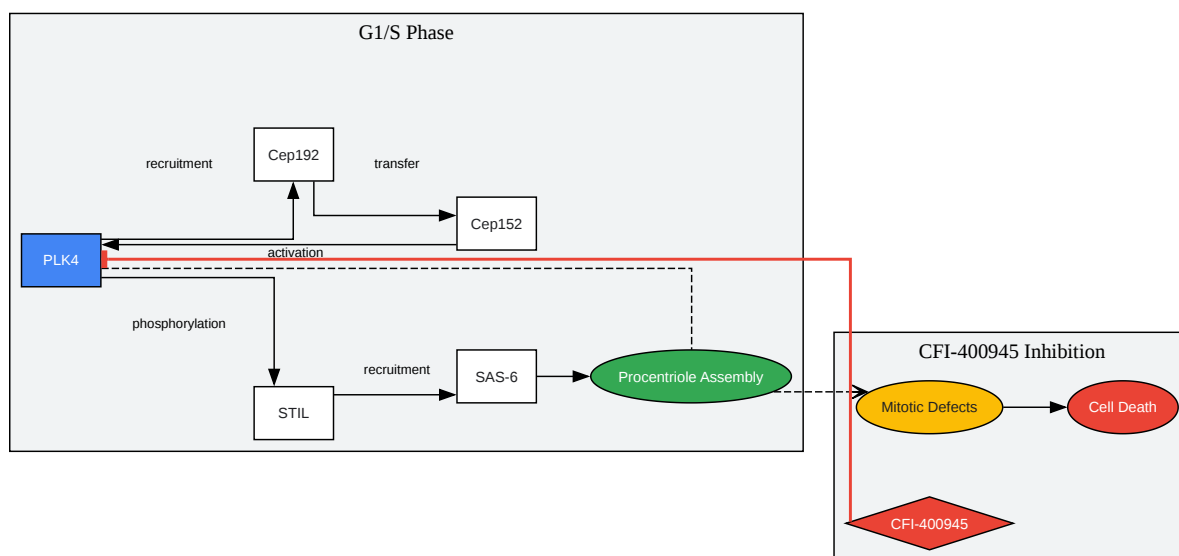 G1/S Phase
Cep192
recruitment
transfer
Cep152
PLK4
activation
phosphorylation
recruitment
SAS-6
Procentriole Assembly
STIL
CFI-400945 Inhibition
Mitotic Defects
Cell Death
CFI-400945